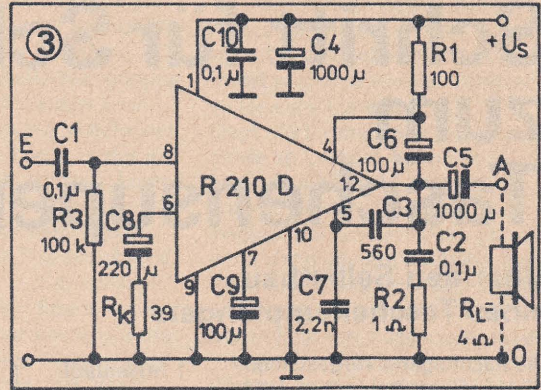 3
C10
0,1µ
C4
1000µ
R1
100
+Us
1
4
E
C1
0,1µ
8
C6
100µ
C5
1000µ
A
R 210 D
12
R3
100 k
6
C8
220 µ
5
C3
560
C2
0,1µ
10
7
9
Rk
39
C9
100µ
C7
2,2n
R2
1Ω
RL=
4Ω
0